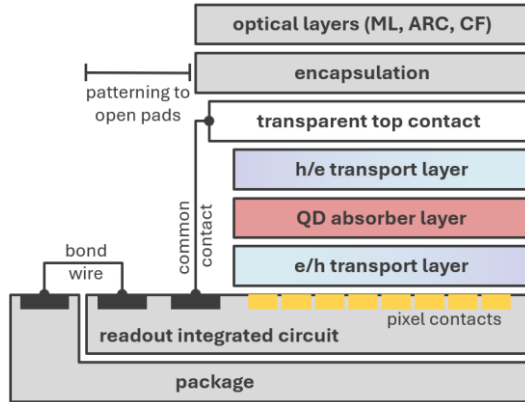 optical layers (ML, ARC, CF)
encapsulation
patterning to
open pads
transparent top contact
h/e transport layer
common
contact
QD absorber layer
bond
wire
e/h transport layer
pixel contacts
readout integrated circuit
package